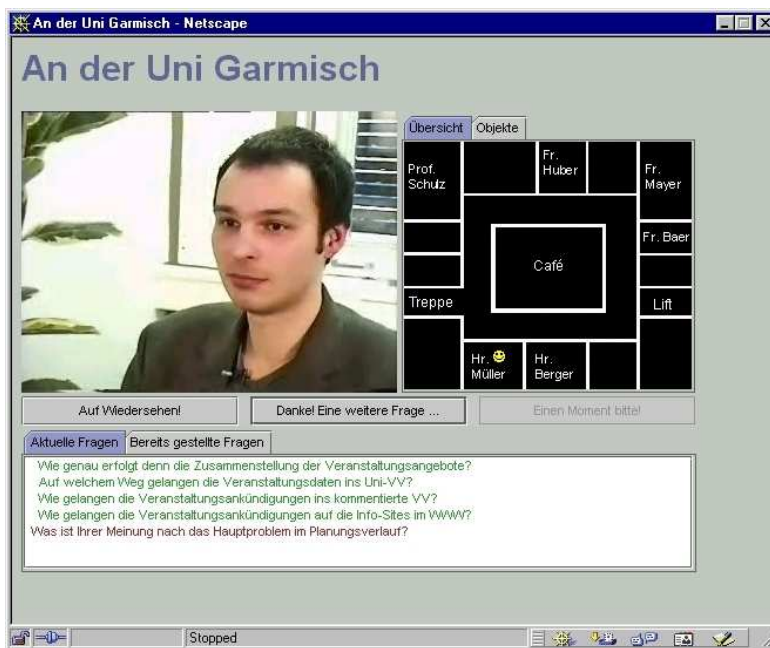 An der Uni Garmisch - Netscape
An der Uni Garmisch
Übersicht
Objekte
Prof.
Schulz
Fr.
Huber
Fr.
Mayer
Fr. Baer
Café
Treppe
Lift
Hr.
Müller
Hr.
Berger
Auf Wiedersehen!
Danke! Eine weitere Frage ...
Einen Moment bitte!
Aktuelle Fragen
Bereits gestellte Fragen
Wie genau erfolgt denn die Zusammenstellung der Veranstaltungsangebote?
Auf welchem Weg gelangen die Veranstaltungsdaten ins Uni-VV?
Wie gelangen die Veranstaltungsankündigungen ins kommentierte VV?
Wie gelangen die Veranstaltungsankündigungen auf die Info-Sites im WWW?
Was ist Ihrer Meinung nach das Hauptproblem im Planungsverlauf?
Stopped